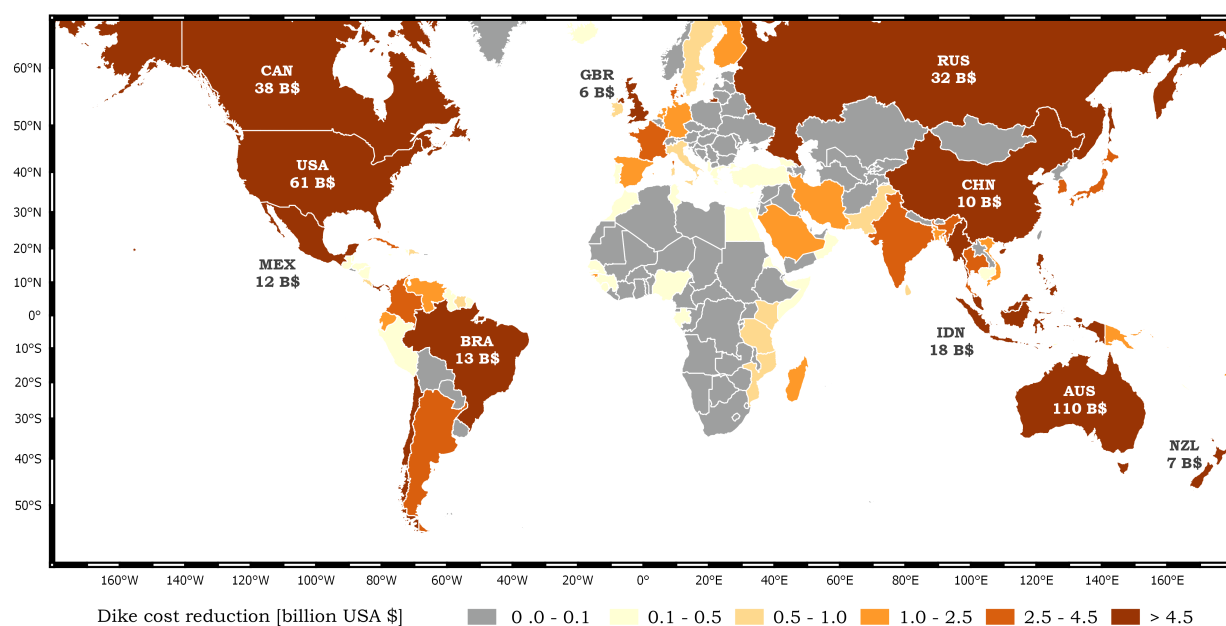 60°N
50°N
40°N
30°N
20°N
10°N
0°
10°S
20°S
30°S
40°S
50°S
CAN
38 B$
USA
61 B$
MEX
12 B$
BRA
13 B$
GBR
6 B$
RUS
32 B$
CHN
10 B$
IDN
18 B$
AUS
110 B$
NZL
7 B$
160°W 140°W 120°W 100°W 80°W 60°W 40°W 20°W 0° 20°E 40°E 60°E 80°E 100°E 120°E 140°E 160°E
Dike cost reduction [billion USA $] 0 .0 - 0.1 0.1 - 0.5 0.5 - 1.0 1.0 - 2.5 2.5 - 4.5 > 4.5